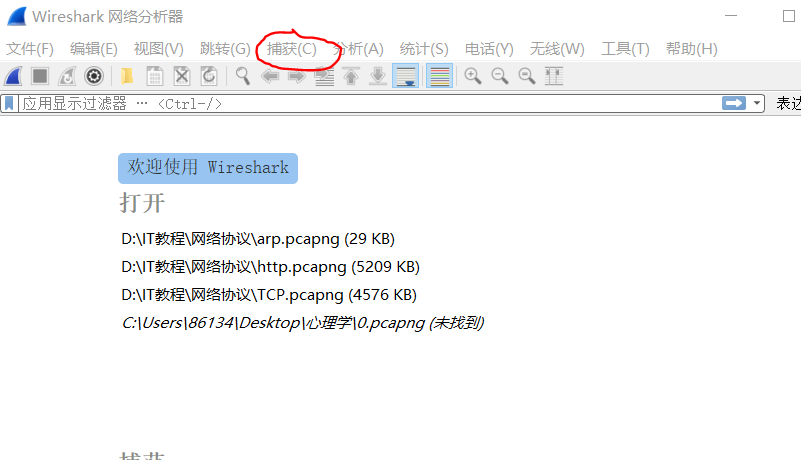 Wireshark 网络分析器
文件(F) 编辑(E) 视图(V) 跳转(G) 捕获(C) 分析(A) 统计(S) 电话(Y) 无线(W) 工具(T) 帮助(H)
应用显示过滤器 … <Ctrl-/> 表达
欢迎使用 Wireshark
打开
D:\IT教程\网络协议\arp.pcapng (29 KB)
D:\IT教程\网络协议\http.pcapng (5209 KB)
D:\IT教程\网络协议\TCP.pcapng (4576 KB)
C:\Users\86134\Desktop\心理学\0.pcapng (未找到)